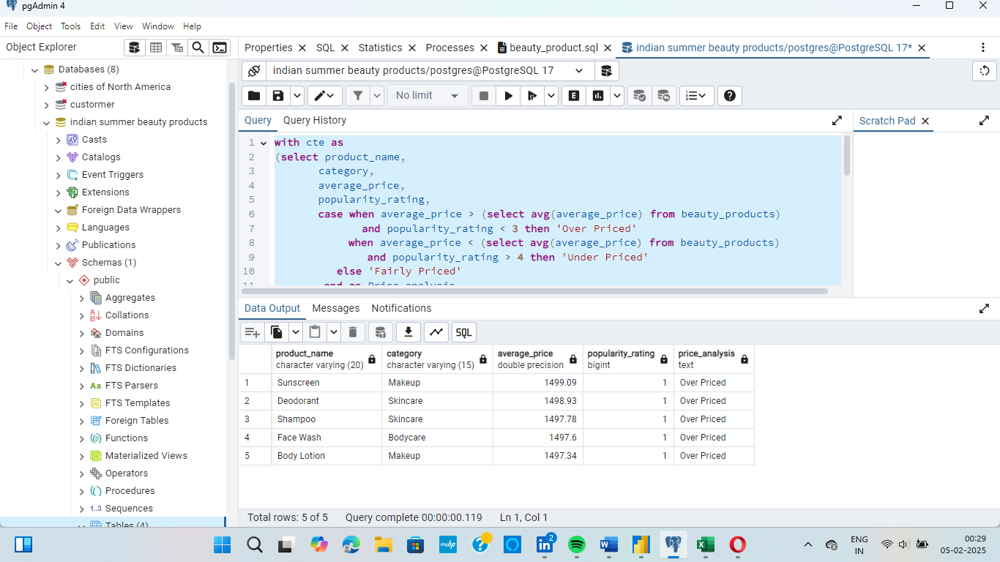 pgAdmin 4
File Object Tools Edit View Window Help
Object Explorer
Databases (8)
cities of North America
custormer
indian summer beauty products
Casts
Catalogs
Event Triggers
Extensions
Foreign Data Wrappers
Languages
Publications
Schemas (1)
public
Aggregates
Collations
Domains
FTS Configurations
FTS Dictionaries
Aa FTS Parsers
FTS Templates
Foreign Tables
Functions
Materialized Views
Operators
Procedures
1..3 Sequences
Tables (4)
Properties SQL Statistics Processes beauty_product.sql indian summer beauty products/postgres@PostgreSQL 17*
indian summer beauty products/postgres@PostgreSQL 17
No limit E
Query Query History
Scratch Pad
1 with cte as
2 (select product_name,
3 category,
4 average_price,
5 popularity_rating,
6 case when average_price > (select avg(average_price) from beauty_products)
7 and popularity_rating < 3 then 'Over Priced'
8 when average_price < (select avg(average_price) from beauty_products)
9 and popularity_rating > 4 then 'Under Priced'
10 else 'Fairly Priced'
11 end as Price_analysis
Data Output Messages Notifications
SQL
product_name category average_price popularity_rating price_analysis
character varying (20) character varying (15) double precision bigint text
1 Sunscreen Makeup 1499.09 1 Over Priced
2 Deodorant Skincare 1498.93 1 Over Priced
3 Shampoo Skincare 1497.78 1 Over Priced
4 Face Wash Bodycare 1497.6 1 Over Priced
5 Body Lotion Makeup 1497.34 1 Over Priced
Total rows: 5 of 5 Query complete 00:00:00.119 Ln 1, Col 1
myhp
2
ENG
IN
00:29
05-02-2025